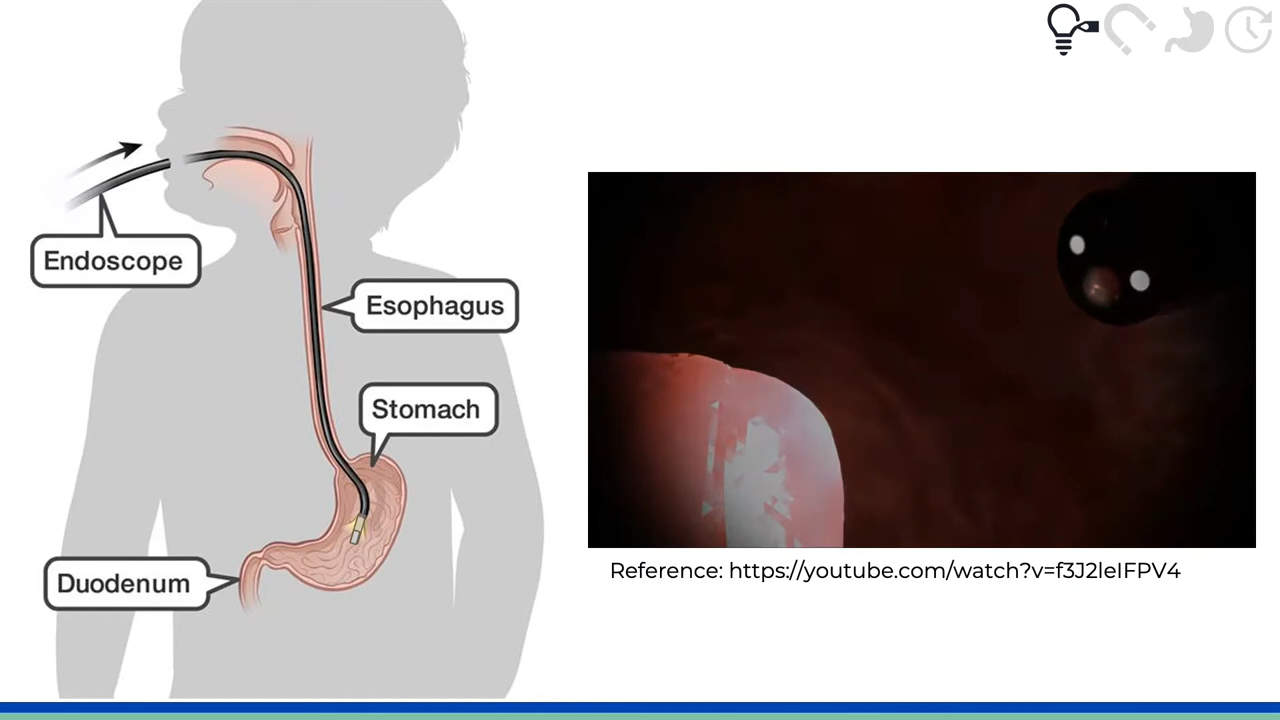 Endoscope
Esophagus
Stomach
Duodenum
Reference: https://youtube.com/watch?v=f3J2leIFPV4